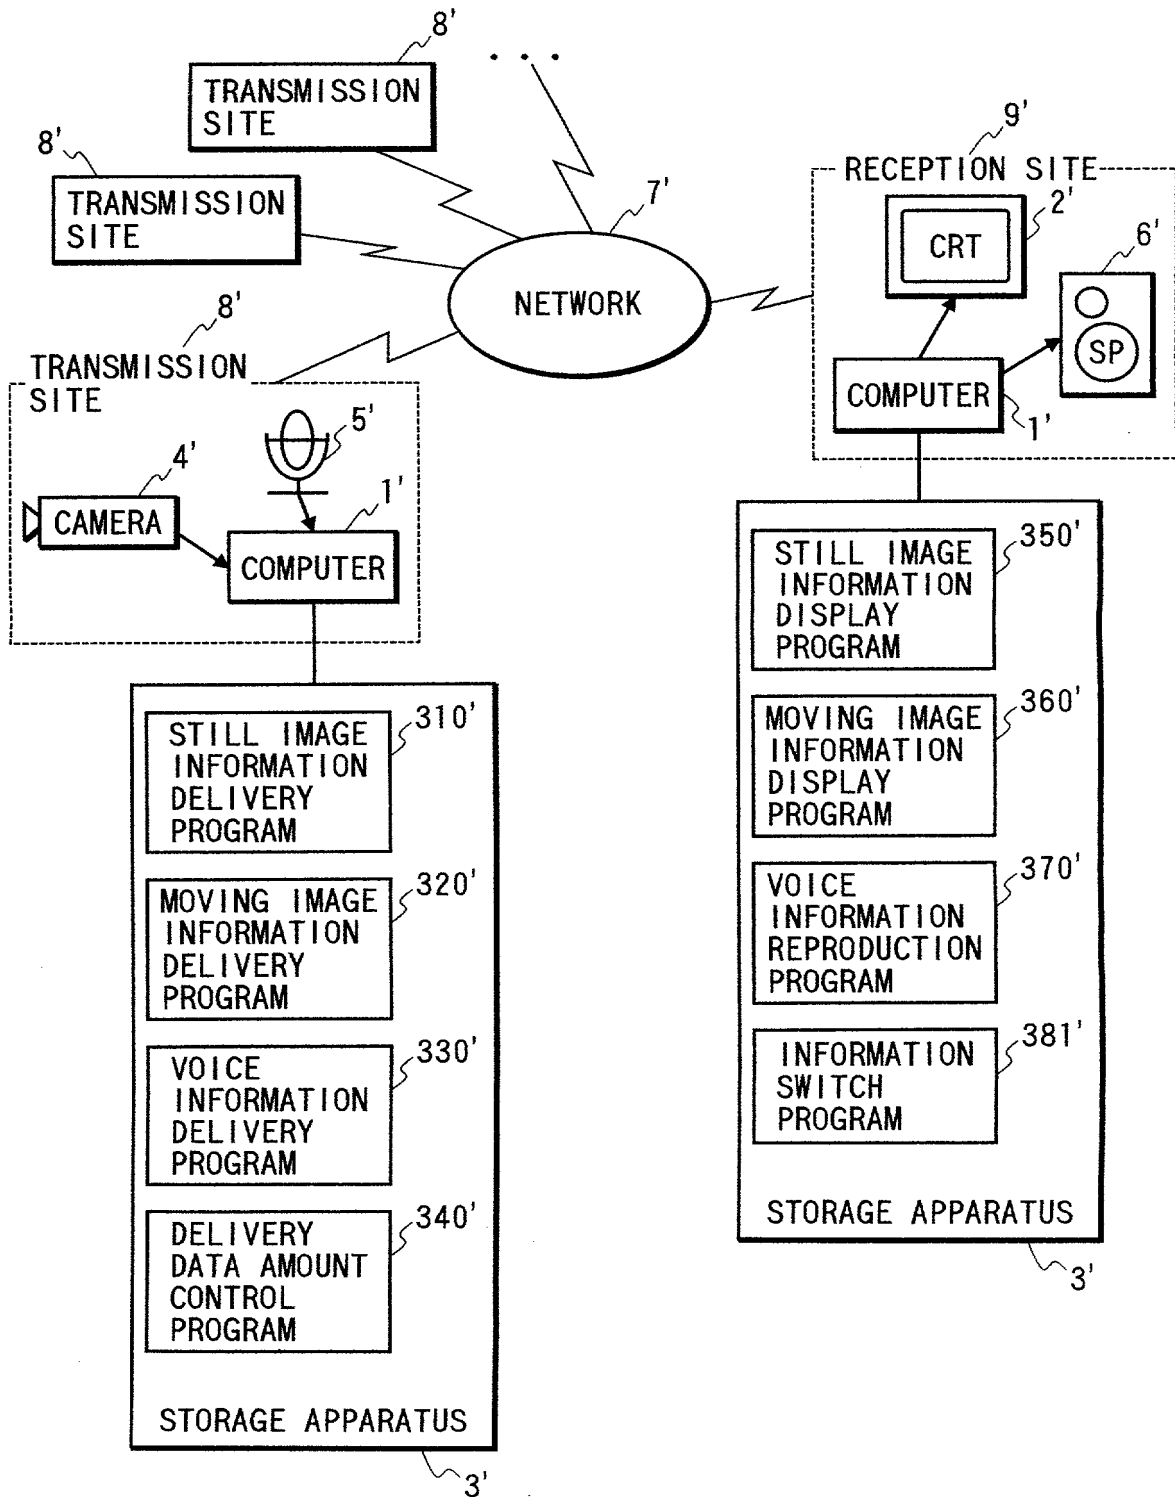 8'
. . .
TRANSMISSION
SITE
8'
TRANSMISSION
SITE
7'
NETWORK
9'
RECEPTION SITE
2'
CRT
6'
SP
COMPUTER
1'
8'
TRANSMISSION
SITE
5'
4'
CAMERA
1'
COMPUTER
310'
STILL IMAGE
INFORMATION
DELIVERY
PROGRAM
320'
MOVING IMAGE
INFORMATION
DELIVERY
PROGRAM
330'
VOICE
INFORMATION
DELIVERY
PROGRAM
340'
DELIVERY
DATA AMOUNT
CONTROL
PROGRAM
STORAGE APPARATUS
3'
350'
STILL IMAGE
INFORMATION
DISPLAY
PROGRAM
360'
MOVING IMAGE
INFORMATION
DISPLAY
PROGRAM
370'
VOICE
INFORMATION
REPRODUCTION
PROGRAM
381'
INFORMATION
SWITCH
PROGRAM
STORAGE APPARATUS
3'